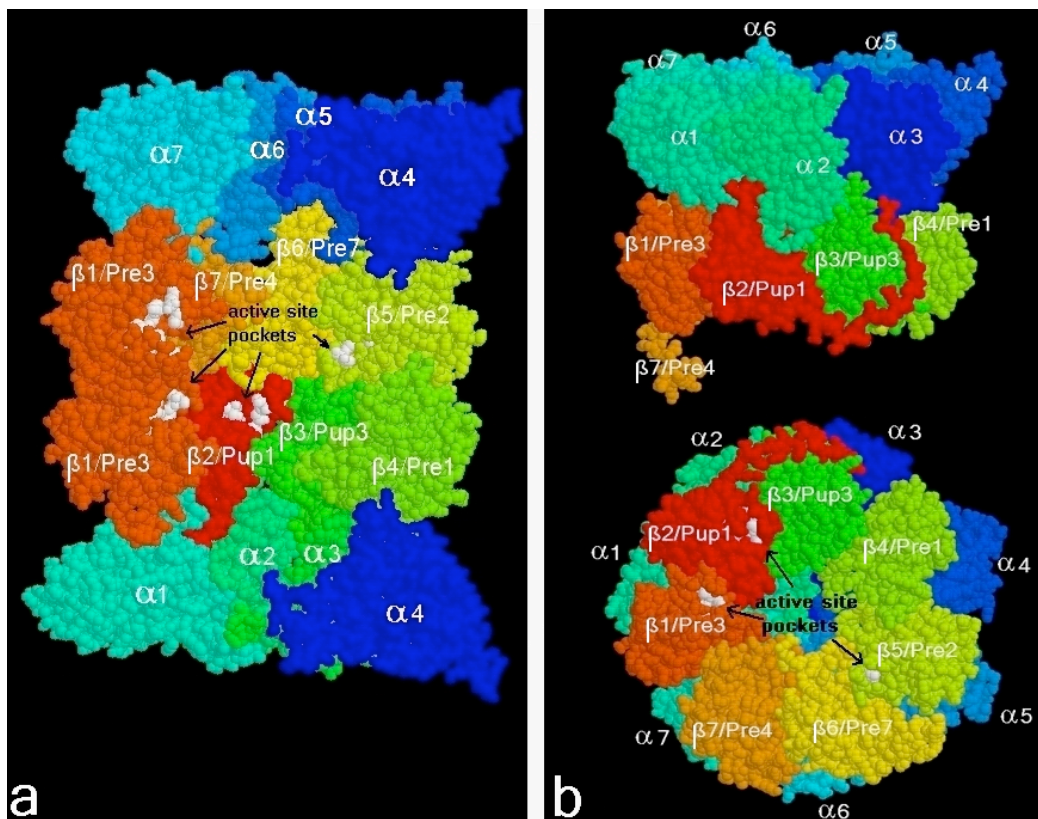 α5
α7
α6
α4
β6/Pre7
β1/Pre3
β7/Pre4
active site
pockets
β5/Pre2
β3/Pup3
β1/Pre3
β2/Pup1
β4/Pre1
α2
α3
α1
α4
a
α6
α5
α7
α4
α1
α3
α2
β4/Pre1
β1/Pre3
β3/Pup3
β2/Pup1
β7/Pre4
α2
α3
β3/Pup3
β2/Pup1
β4/Pre1
α1
α4
active site
pockets
β1/Pre3
β5/Pre2
α5
α7
β7/Pre4
β6/Pre7
α6
b